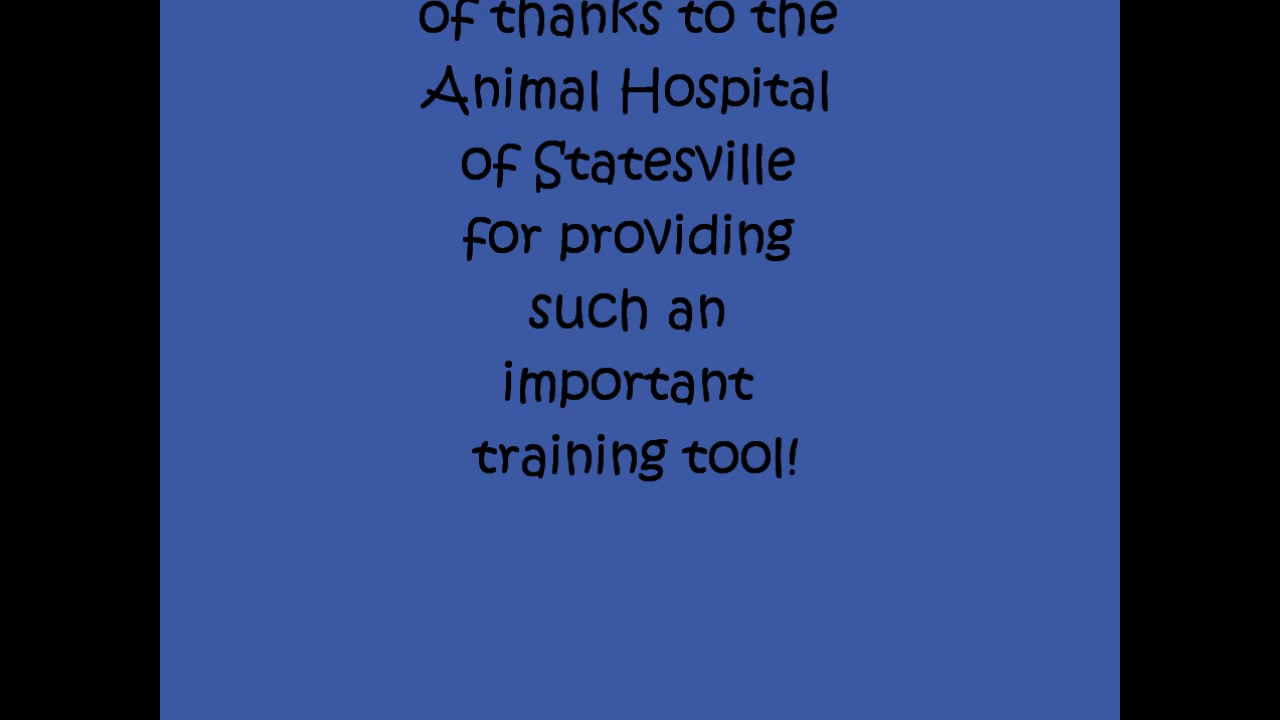 of thanks to the
Animal Hospital
of Statesville
for providing
such an
important
training tool!